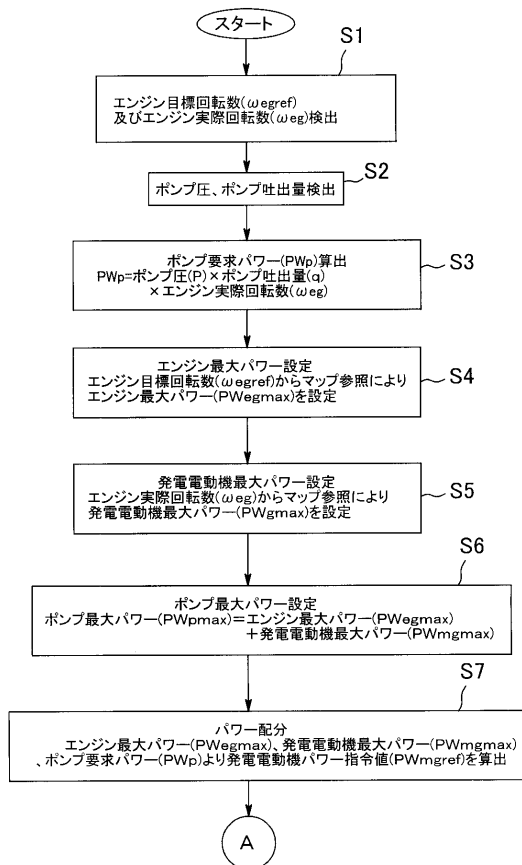 スタート
S1
エンジン目標回転数(ωegref)
及びエンジン実際回転数(ωeg)検出
S2
ポンプ圧、ポンプ吐出量検出
S3
ポンプ要求パワー(PWp)算出
PWp=ポンプ圧(P)×ポンプ吐出量(q)
×エンジン実際回転数(ωeg)
S4
エンジン最大パワー設定
エンジン目標回転数(ωegref)からマップ参照により
エンジン最大パワー(PWegmax)を設定
S5
発電電動機最大パワー設定
エンジン実際回転数(ωeg)からマップ参照により
発電電動機最大パワー(PWgmax)を設定
S6
ポンプ最大パワー設定
ポンプ最大パワー(PWpmax)=エンジン最大パワー(PWegmax)
+発電電動機最大パワー(PWmgmax)
S7
パワー配分
エンジン最大パワー(PWegmax)、発電電動機最大パワー(PWmgmax)
、ポンプ要求パワー(PWp)より発電電動機パワー指令値(PWmgref)を算出
A